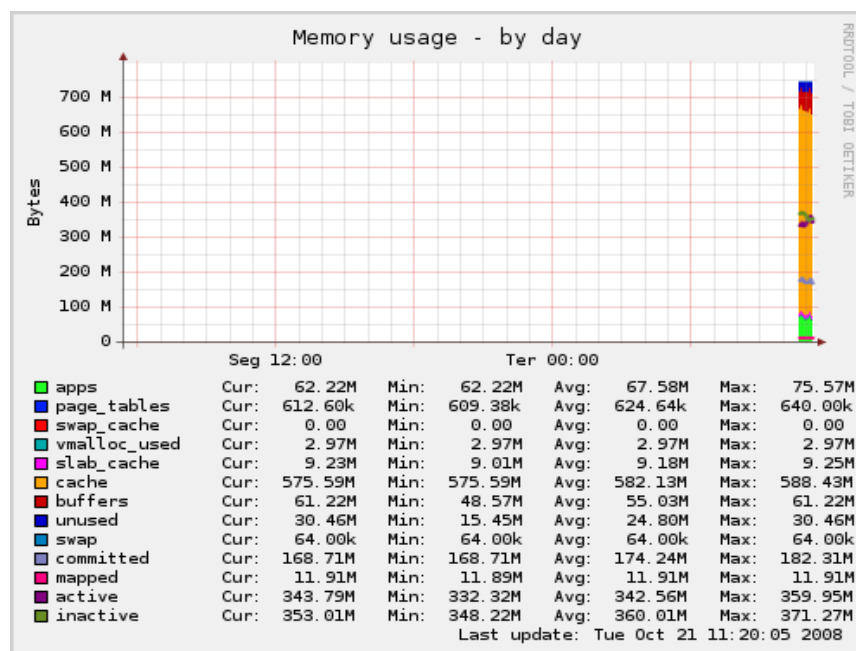 Memory usage - by day
RRDTOOL / TOBI OETIKER
Bytes
700 M
600 M
500 M
400 M
300 M
200 M
100 M
0
Seg 12:00 Ter 00:00
apps Cur: 62.22M Min: 62.22M Avg: 67.58M Max: 75.57M
page_tables Cur: 612.60k Min: 609.38k Avg: 624.64k Max: 640.00k
swap_cache Cur: 0.00 Min: 0.00 Avg: 0.00 Max: 0.00
vmalloc_used Cur: 2.97M Min: 2.97M Avg: 2.97M Max: 2.97M
slab_cache Cur: 9.23M Min: 9.01M Avg: 9.18M Max: 9.25M
cache Cur: 575.59M Min: 575.59M Avg: 582.13M Max: 588.43M
buffers Cur: 61.22M Min: 48.57M Avg: 55.03M Max: 61.22M
unused Cur: 30.46M Min: 15.45M Avg: 24.80M Max: 30.46M
swap Cur: 64.00k Min: 64.00k Avg: 64.00k Max: 64.00k
committed Cur: 168.71M Min: 168.71M Avg: 174.24M Max: 182.31M
mapped Cur: 11.91M Min: 11.89M Avg: 11.91M Max: 11.91M
active Cur: 343.79M Min: 332.32M Avg: 342.56M Max: 359.95M
inactive Cur: 353.01M Min: 348.22M Avg: 360.01M Max: 371.27M
Last update: Tue Oct 21 11:20:05 2008